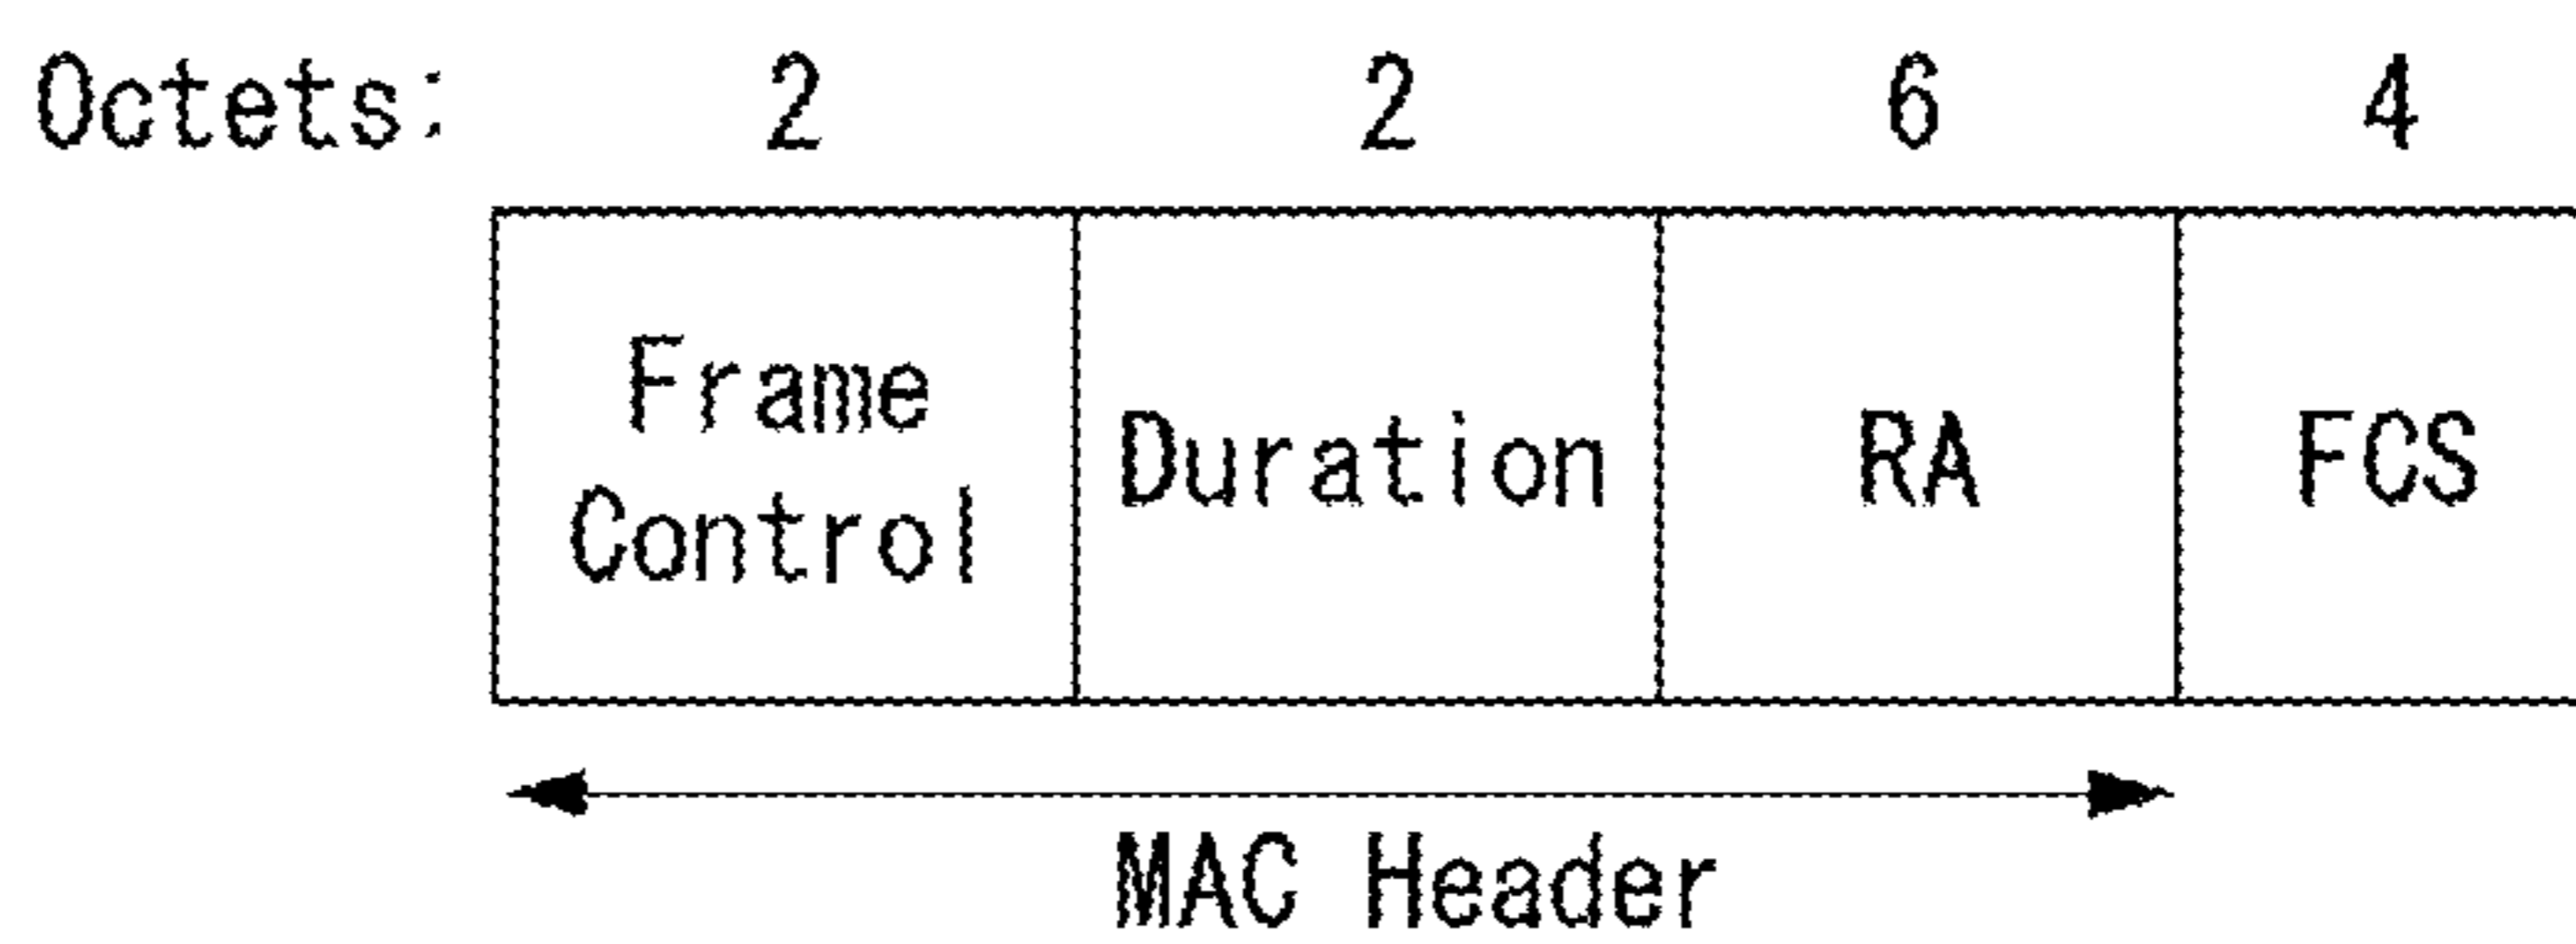 Octets: 2 2 6 4
Frame
Control
Duration
RA
FCS
MAC Header